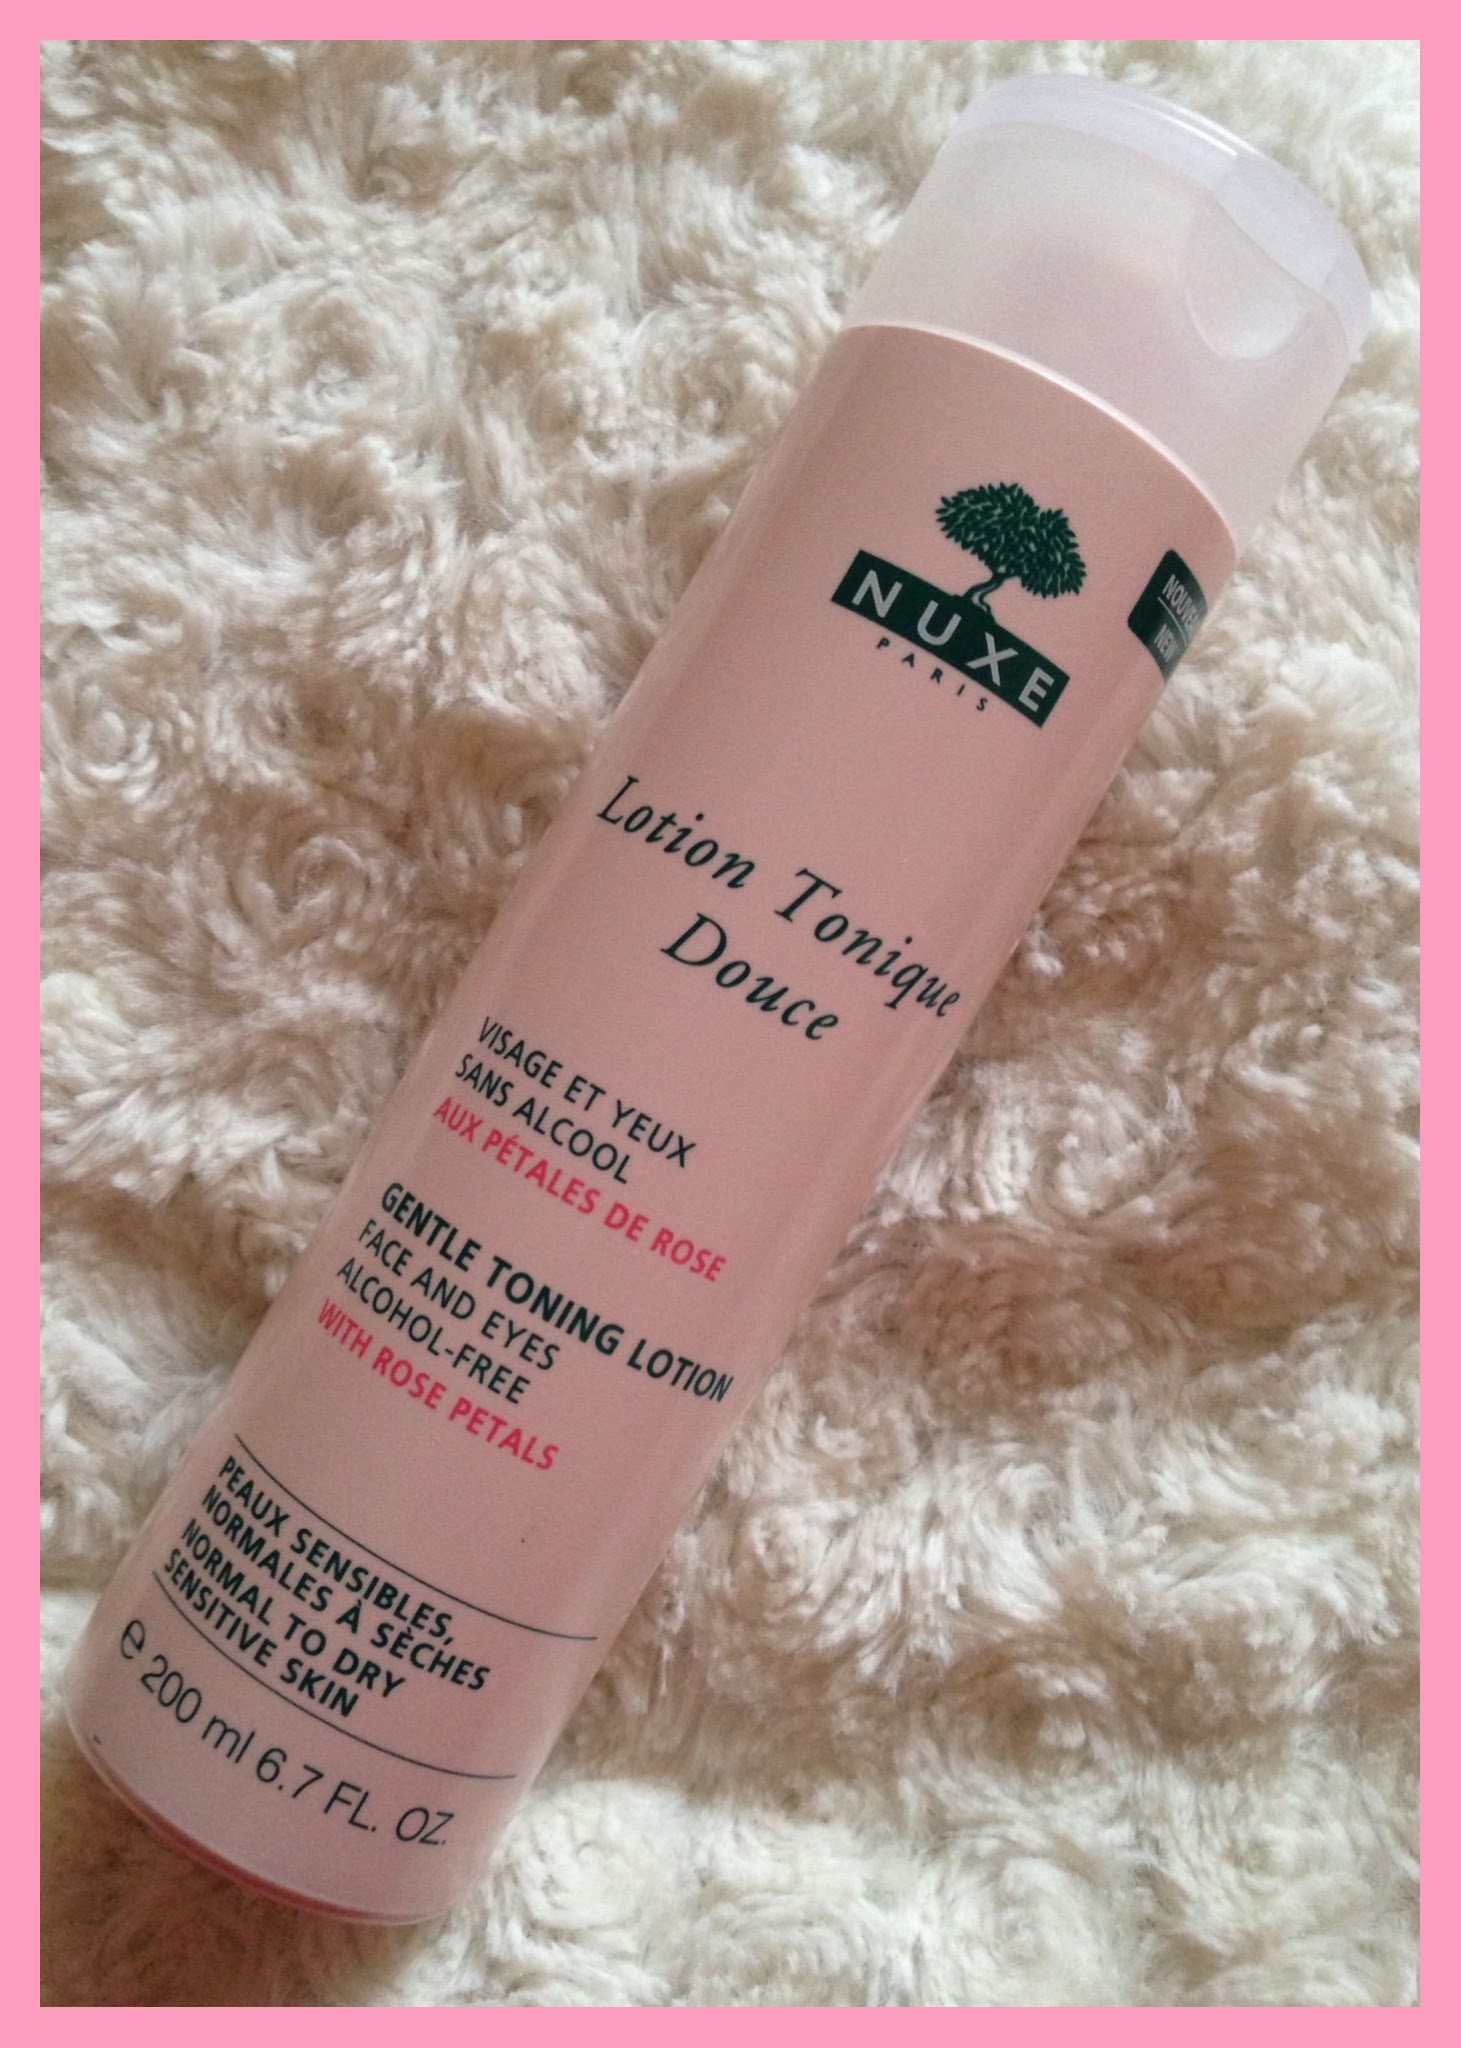 NUXE
PARIS
NEW
Lotion Tonique
Douce
VISAGE ET YEUX
SANS ALCOOL
AUX PÉTALES DE ROSE
GENTLE TONING LOTION
FACE AND EYES
ALCOHOL-FREE
WITH ROSE PETALS
PEAUX SENSIBLES,
NORMALES À SÈCHES
NORMAL TO DRY
SENSITIVE SKIN
e 200 ml 6.7 FL. OZ.